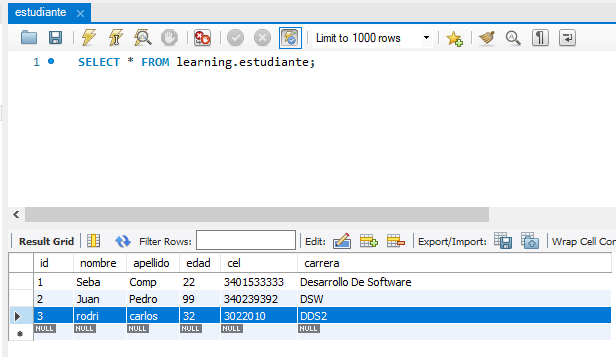 estudiante
Limit to 1000 rows
1 SELECT * FROM learning.estudiante;
Result Grid Filter Rows: Edit: Export/Import: Wrap Cell Con
id nombre apellido edad cel carrera
1 Seba Comp 22 3401533333 Desarrollo De Software
2 Juan Pedro 99 340239392 DSW
3 rodri carlos 32 3022010 DDS2
NULL NULL NULL NULL NULL NULL